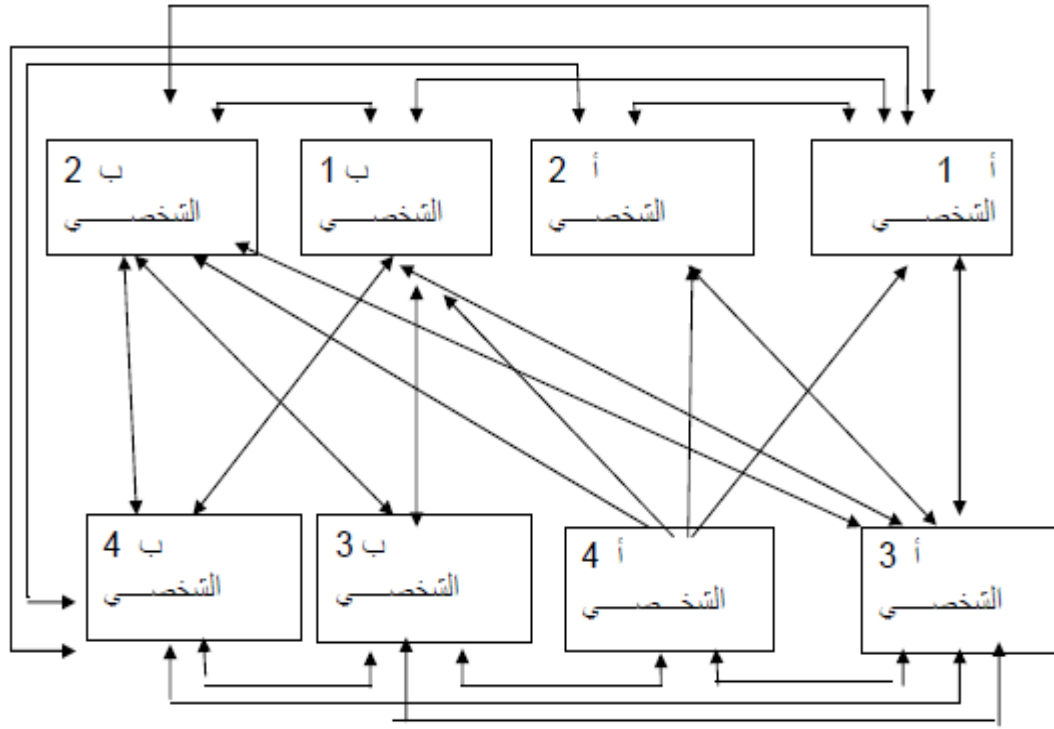 أ 1
الشخصي
أ 2
الشخصي
ب 1
الشخصي
ب 2
الشخصي
أ 3
الشخصي
أ 4
الشخصي
ب 3
الشخصي
ب 4
الشخصي